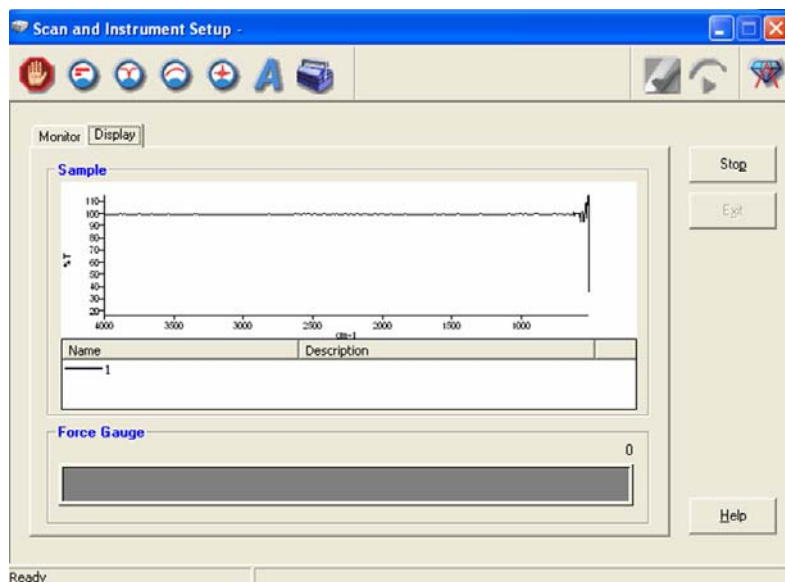 Scan and Instrument Setup -
A
Monitor Display
Stop
Exit
Sample
110
100
90
80
70
60
50
40
30
20
%T
4000 3500 3000 2500 2000 1500 1000
cm-1
Name Description
1
Force Gauge
0
Help
Ready